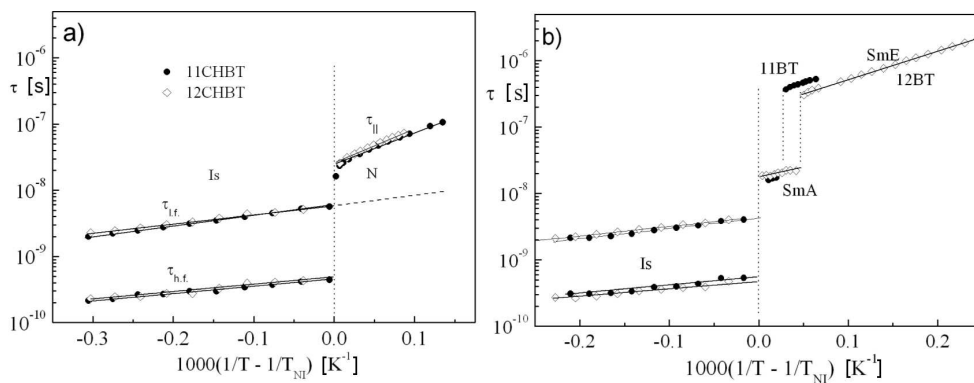 a)
10⁻⁵
τ [s]
10⁻⁶
10⁻⁷
10⁻⁸
10⁻⁹
10⁻¹⁰
11CHBT
12CHBT
τ||
Is
N
τl.f.
τh.f.
-0.3 -0.2 -0.1 0.0 0.1
1000(1/T - 1/TNI) [K⁻¹]
b)
10⁻⁶
τ [s]
10⁻⁷
10⁻⁸
10⁻⁹
10⁻¹⁰
11BT
SmE
12BT
SmA
Is
-0.2 -0.1 0.0 0.1 0.2
1000(1/T - 1/TNI) [K⁻¹]